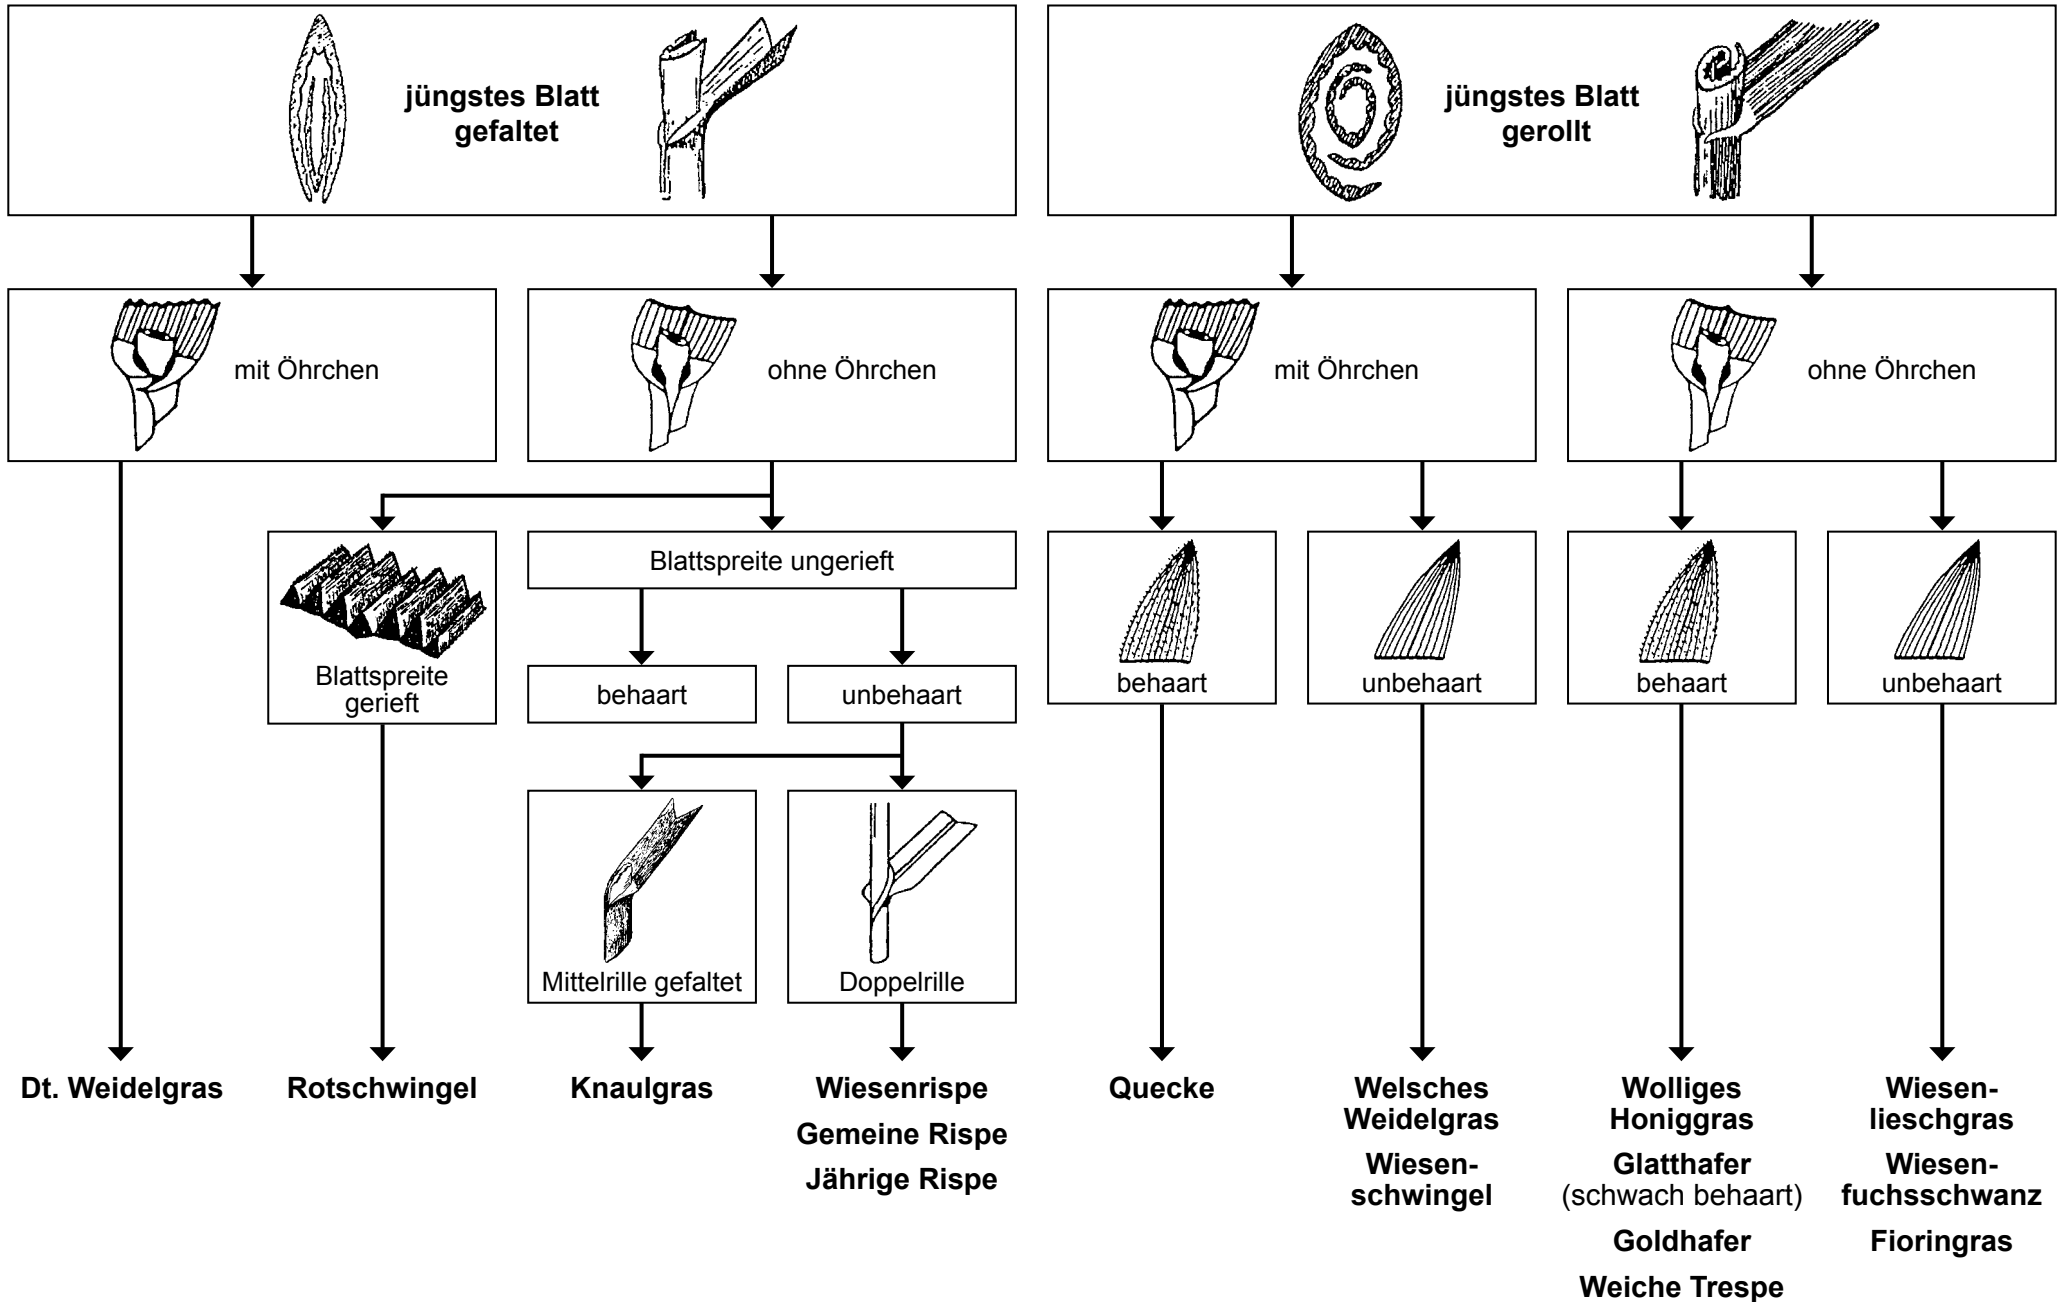 jüngstes Blatt
gefaltet
jüngstes Blatt
gerollt
mit Öhrchen
ohne Öhrchen
mit Öhrchen
ohne Öhrchen
Blattspreite
gerieft
Blattspreite ungerieft
behaart
unbehaart
behaart
unbehaart
behaart
unbehaart
Mittelrille gefaltet
Doppelrille
Dt. Weidelgras
Rotschwingel
Knaulgras
Wiesenrispe
Gemeine Rispe
Jährige Rispe
Quecke
Welsches
Weidelgras
Wiesen-
schwingel
Wolliges
Honiggras
Glatthafer
(schwach behaart)
Goldhafer
Weiche Trespe
Wiesen-
lieschgras
Wiesen-
fuchsschwanz
Fioringras